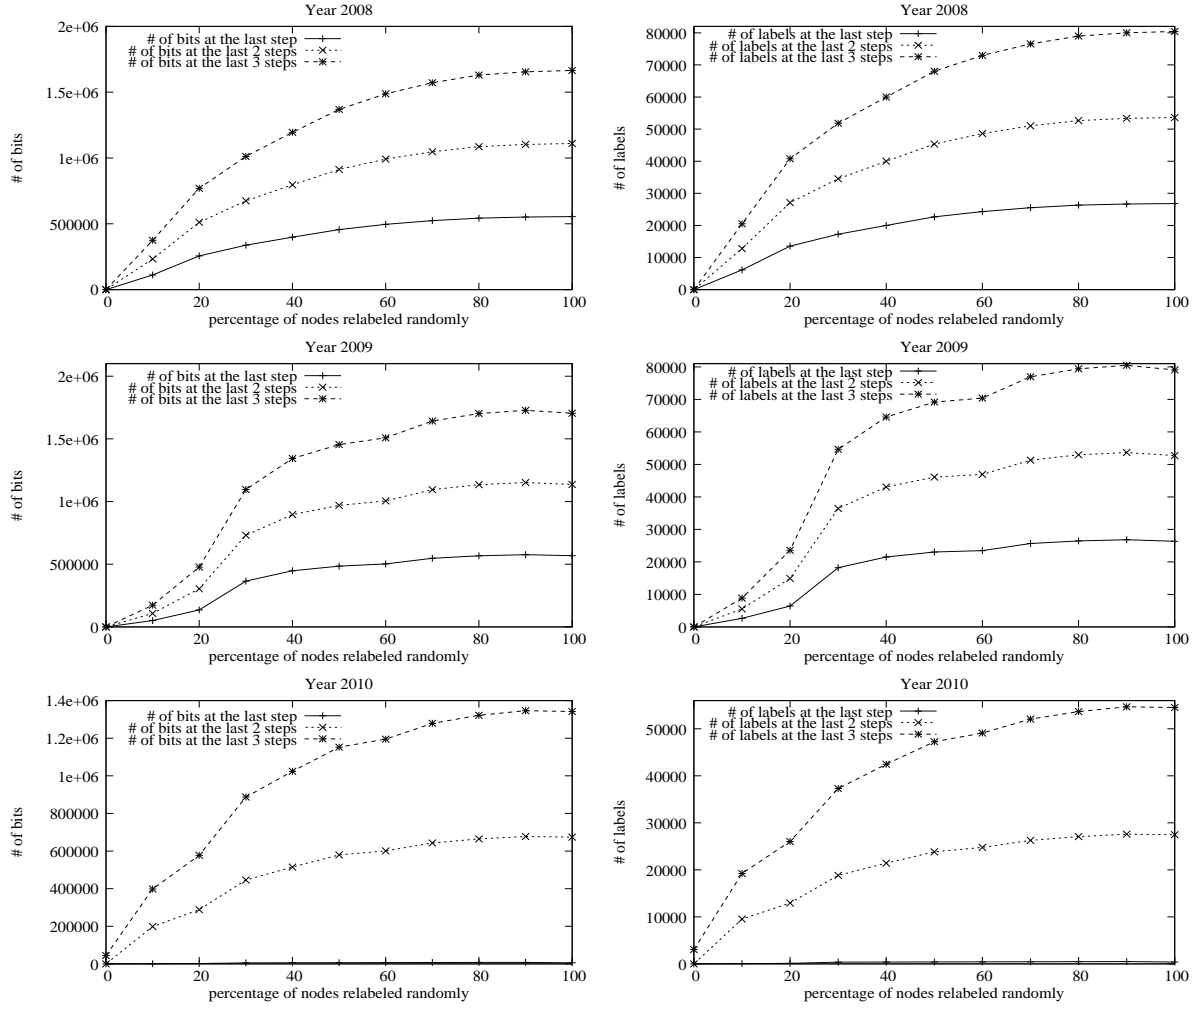 Year 2008
# of bits at the last step
# of bits at the last 2 steps
# of bits at the last 3 steps
2e+06
1.5e+06
1e+06
500000
0
# of bits
0 20 40 60 80 100
percentage of nodes relabeled randomly
Year 2008
# of labels at the last step
# of labels at the last 2 steps
# of labels at the last 3 steps
80000
70000
60000
50000
40000
30000
20000
10000
0
# of labels
0 20 40 60 80 100
percentage of nodes relabeled randomly
Year 2009
# of bits at the last step
# of bits at the last 2 steps
# of bits at the last 3 steps
2e+06
1.5e+06
1e+06
500000
0
# of bits
0 20 40 60 80 100
percentage of nodes relabeled randomly
Year 2009
# of labels at the last step
# of labels at the last 2 steps
# of labels at the last 3 steps
80000
70000
60000
50000
40000
30000
20000
10000
0
# of labels
0 20 40 60 80 100
percentage of nodes relabeled randomly
Year 2010
# of bits at the last step
# of bits at the last 2 steps
# of bits at the last 3 steps
1.4e+06
1.2e+06
1e+06
800000
600000
400000
200000
0
# of bits
0 20 40 60 80 100
percentage of nodes relabeled randomly
Year 2010
# of labels at the last step
# of labels at the last 2 steps
# of labels at the last 3 steps
50000
40000
30000
20000
10000
0
# of labels
0 20 40 60 80 100
percentage of nodes relabeled randomly